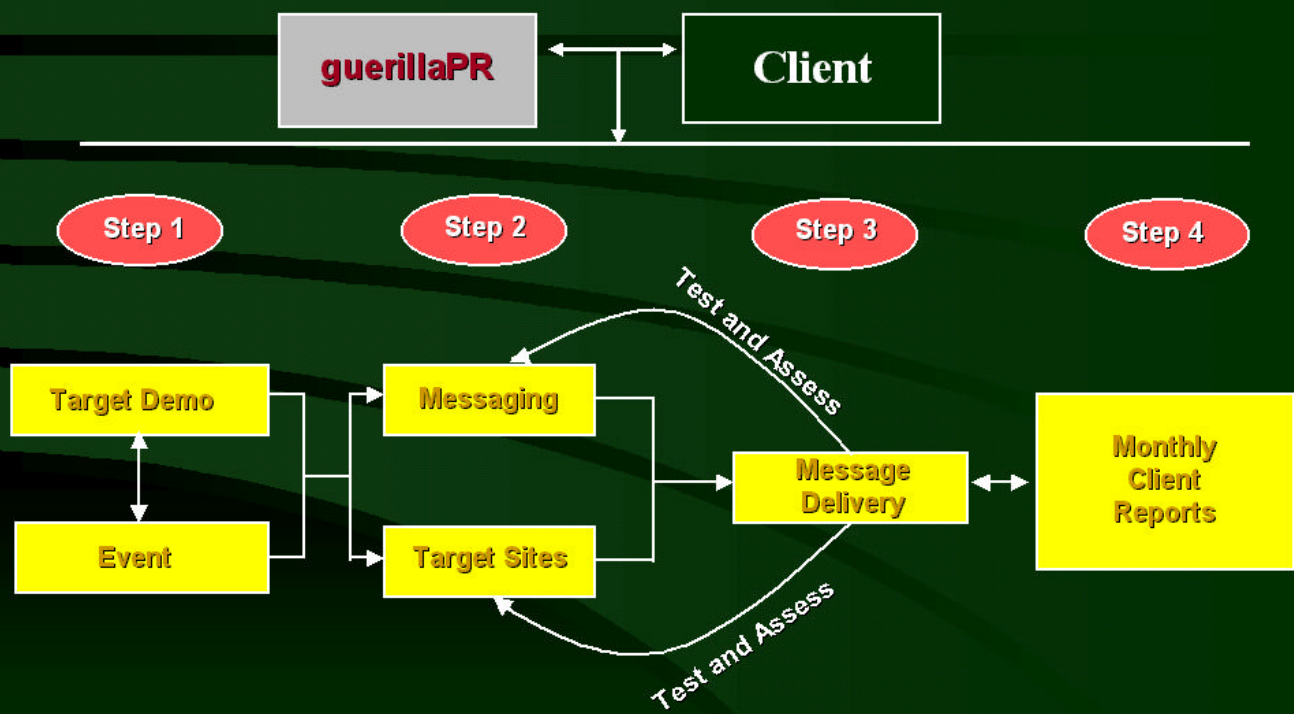 guerillaPR
Client
Step 1
Step 2
Step 3
Step 4
Test and Assess
Target Demo
Messaging
Message
Delivery
Monthly
Client
Reports
Event
Target Sites
Test and Assess